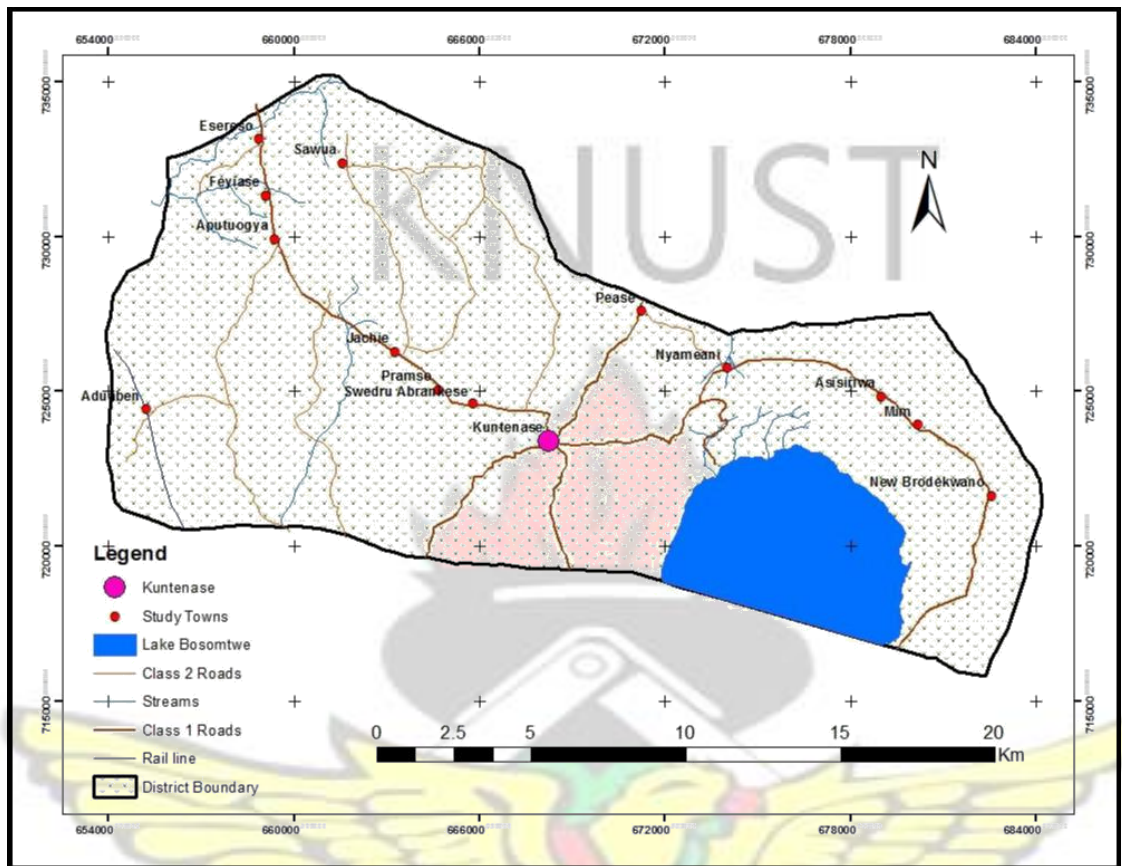 654000 660000 666000 672000 678000 684000
735000 735000
KNUST
N
Esereso
Sawua
Feyiase
Aputuogya
730000 730000
Pease
Jachie
Nyameani
Pramso
Asisiriwa
725000 725000
Swedru Abrankese
Aduaben
Mim
Kuntenase
New Brodekwano
720000 720000
Legend
Kuntenase
Study Towns
Lake Bosomtwe
Class 2 Roads
Streams
Class 1 Roads
Rail line
District Boundary
715000 715000
0 2.5 5 10 15 20
Km
654000 660000 666000 672000 678000 684000